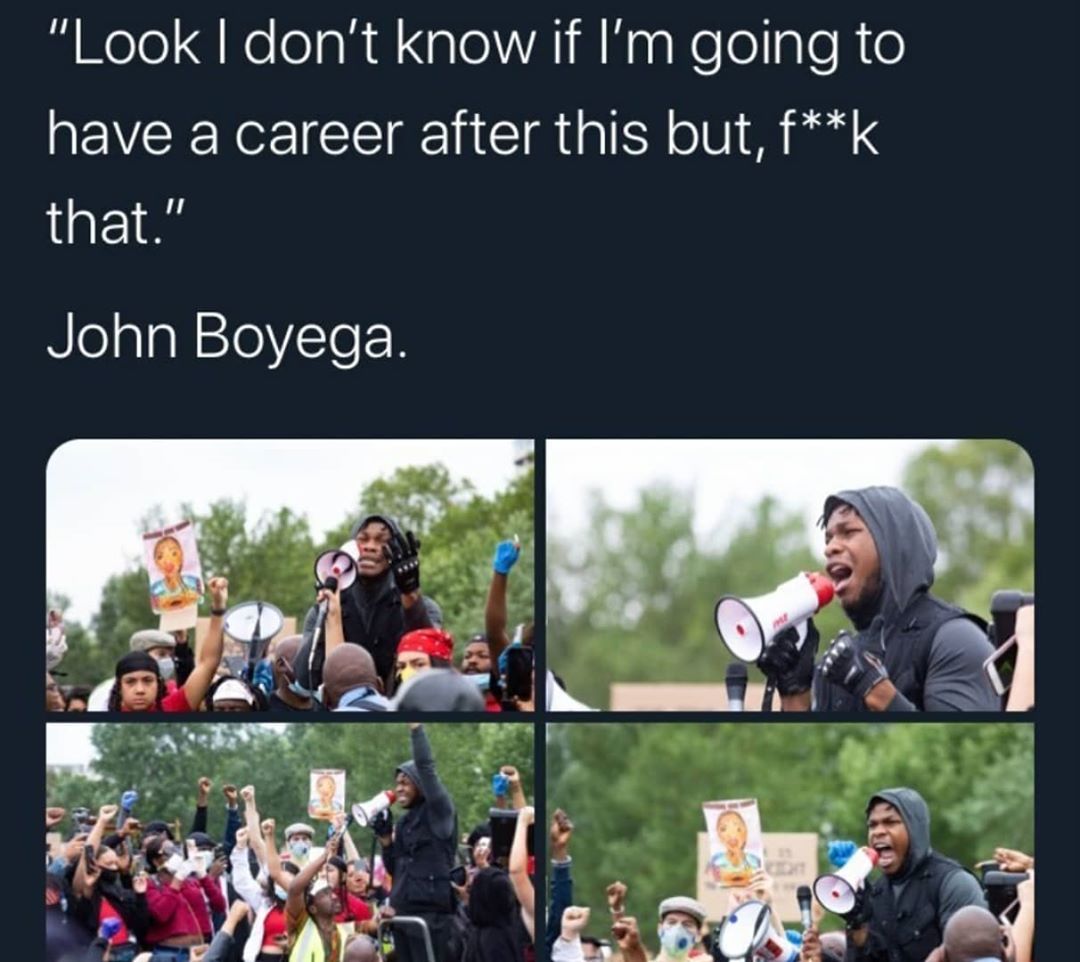 “Look I don’t know if I’m going to
have a career after this but, f**k
that.”
John Boyega.